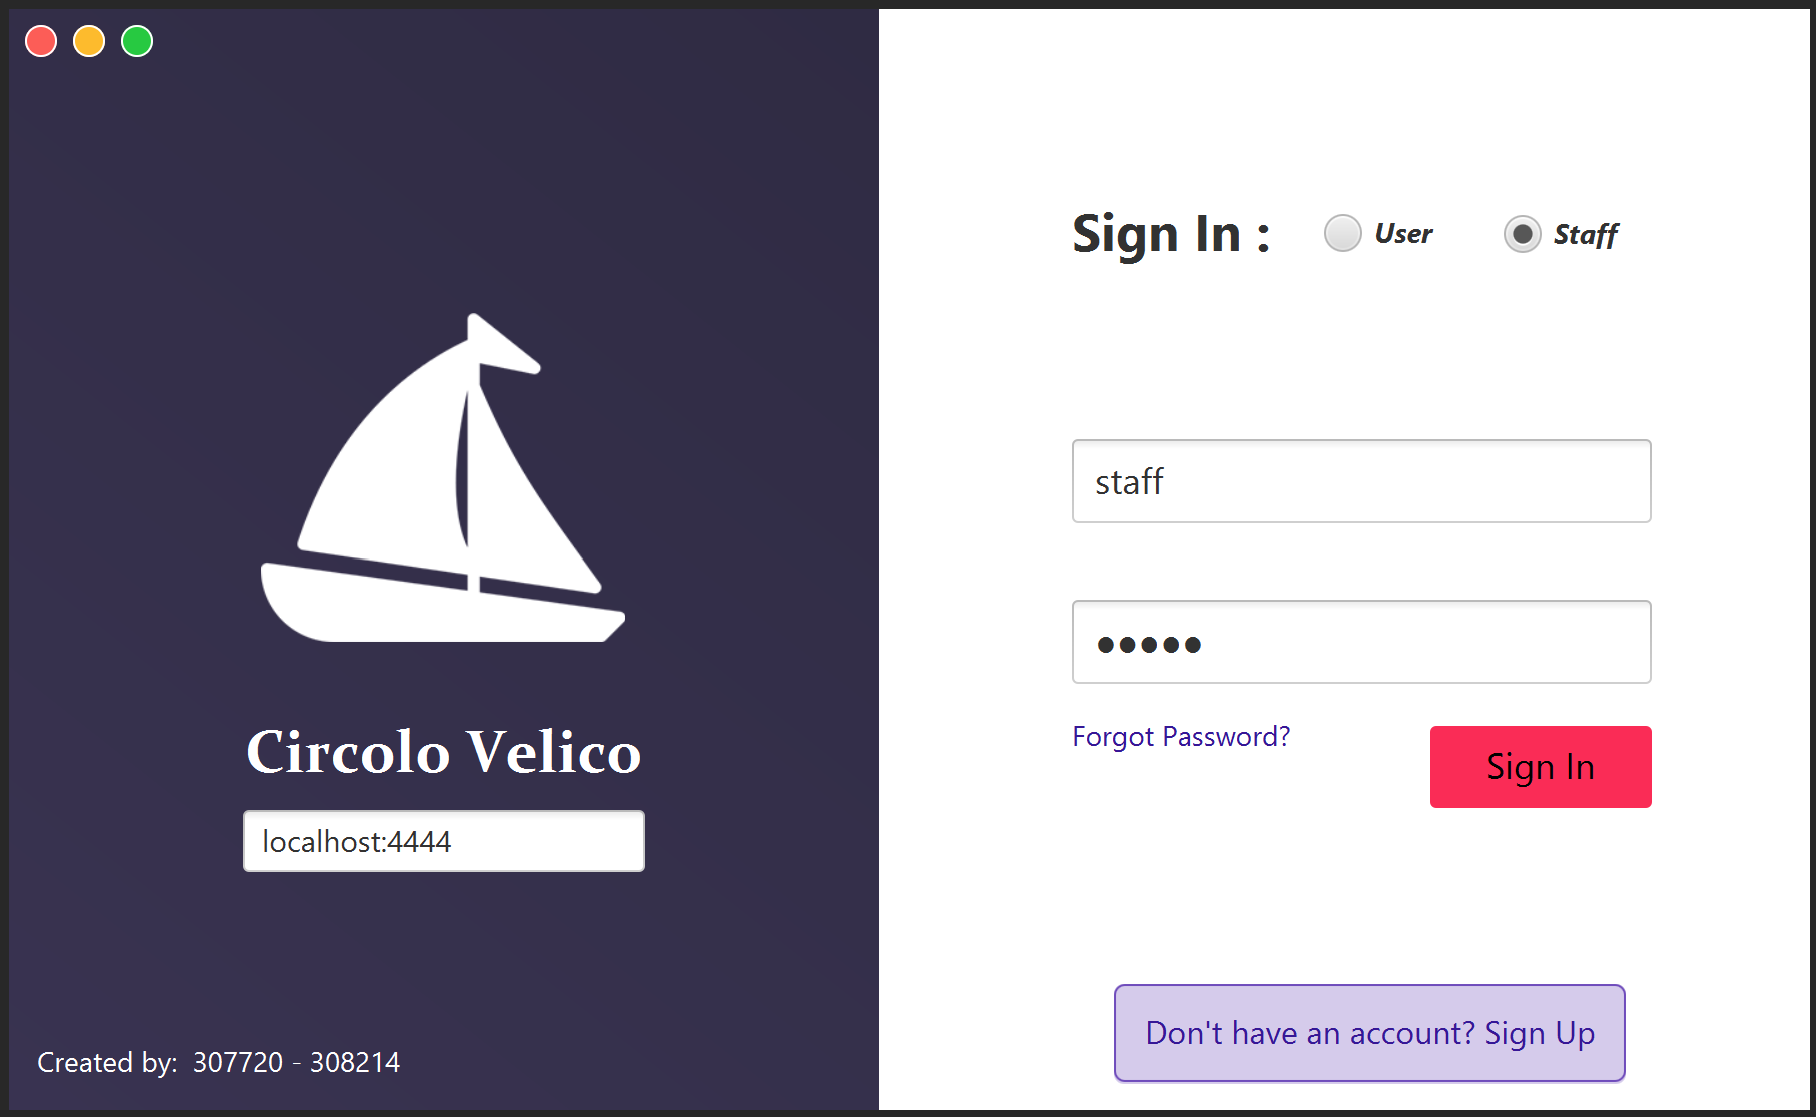 Circolo Velico
localhost:4444
Created by:  307720 - 308214
Sign In :
User
Staff
staff
•••••
Forgot Password?
Sign In
Don't have an account? Sign Up